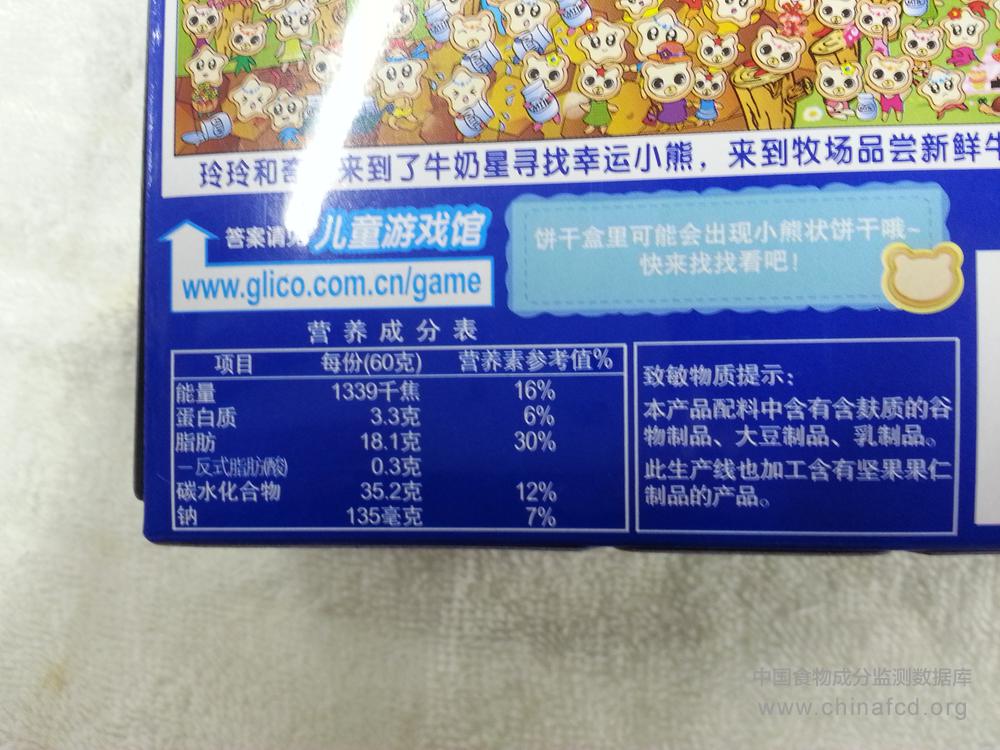 玲玲和 来到了牛奶星寻找幸运小熊，来到牧场品尝新鲜牛
答案请见 儿童游戏馆
www.glico.com.cn/game
饼干盒里可能会出现小熊状饼干哦~
快来找找看吧！
营养成分表
项目 每份(60克) 营养素参考值%
能量 1339千焦 16%
蛋白质 3.3克 6%
脂肪 18.1克 30%
－反式脂肪(酸) 0.3克
碳水化合物 35.2克 12%
钠 135毫克 7%
致敏物质提示：
本产品配料中含有含麸质的谷
物制品、大豆制品、乳制品。
此生产线也加工含有坚果果仁
制品的产品。
中国食物成分监测数据库
www.chinafcd.org